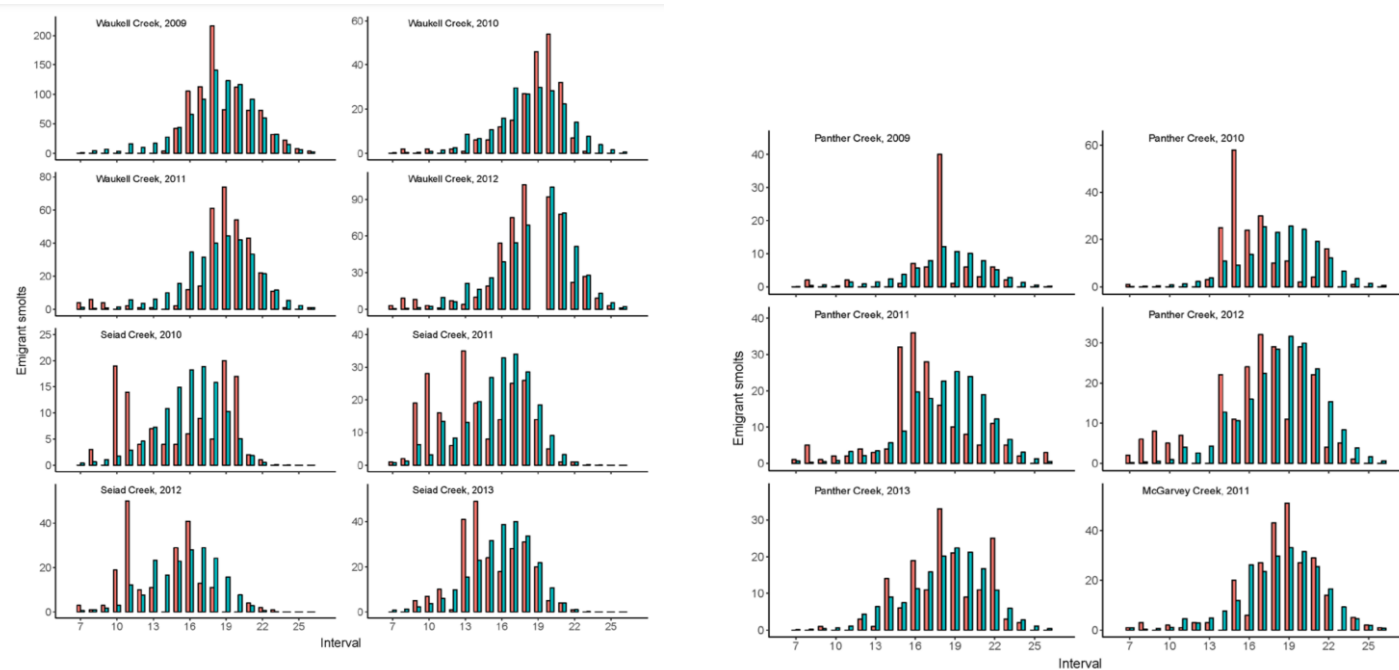 Waukell Creek, 2009
200
150
100
50
0
Waukell Creek, 2010
60
40
20
0
Waukell Creek, 2011
80
60
40
20
0
Waukell Creek, 2012
90
60
30
0
Seiad Creek, 2010
25
20
15
10
5
0
Seiad Creek, 2011
40
30
20
10
0
Seiad Creek, 2012
40
20
0
7 10 13 16 19 22 25
Seiad Creek, 2013
40
20
0
7 10 13 16 19 22 25
Emigrant smolts
Interval
Panther Creek, 2009
40
30
20
10
0
Panther Creek, 2010
60
40
20
0
Panther Creek, 2011
40
30
20
10
0
Panther Creek, 2012
30
20
10
0
Panther Creek, 2013
30
20
10
0
7 10 13 16 19 22 25
McGarvey Creek, 2011
40
20
0
7 10 13 16 19 22 25
Emigrant smolts
Interval